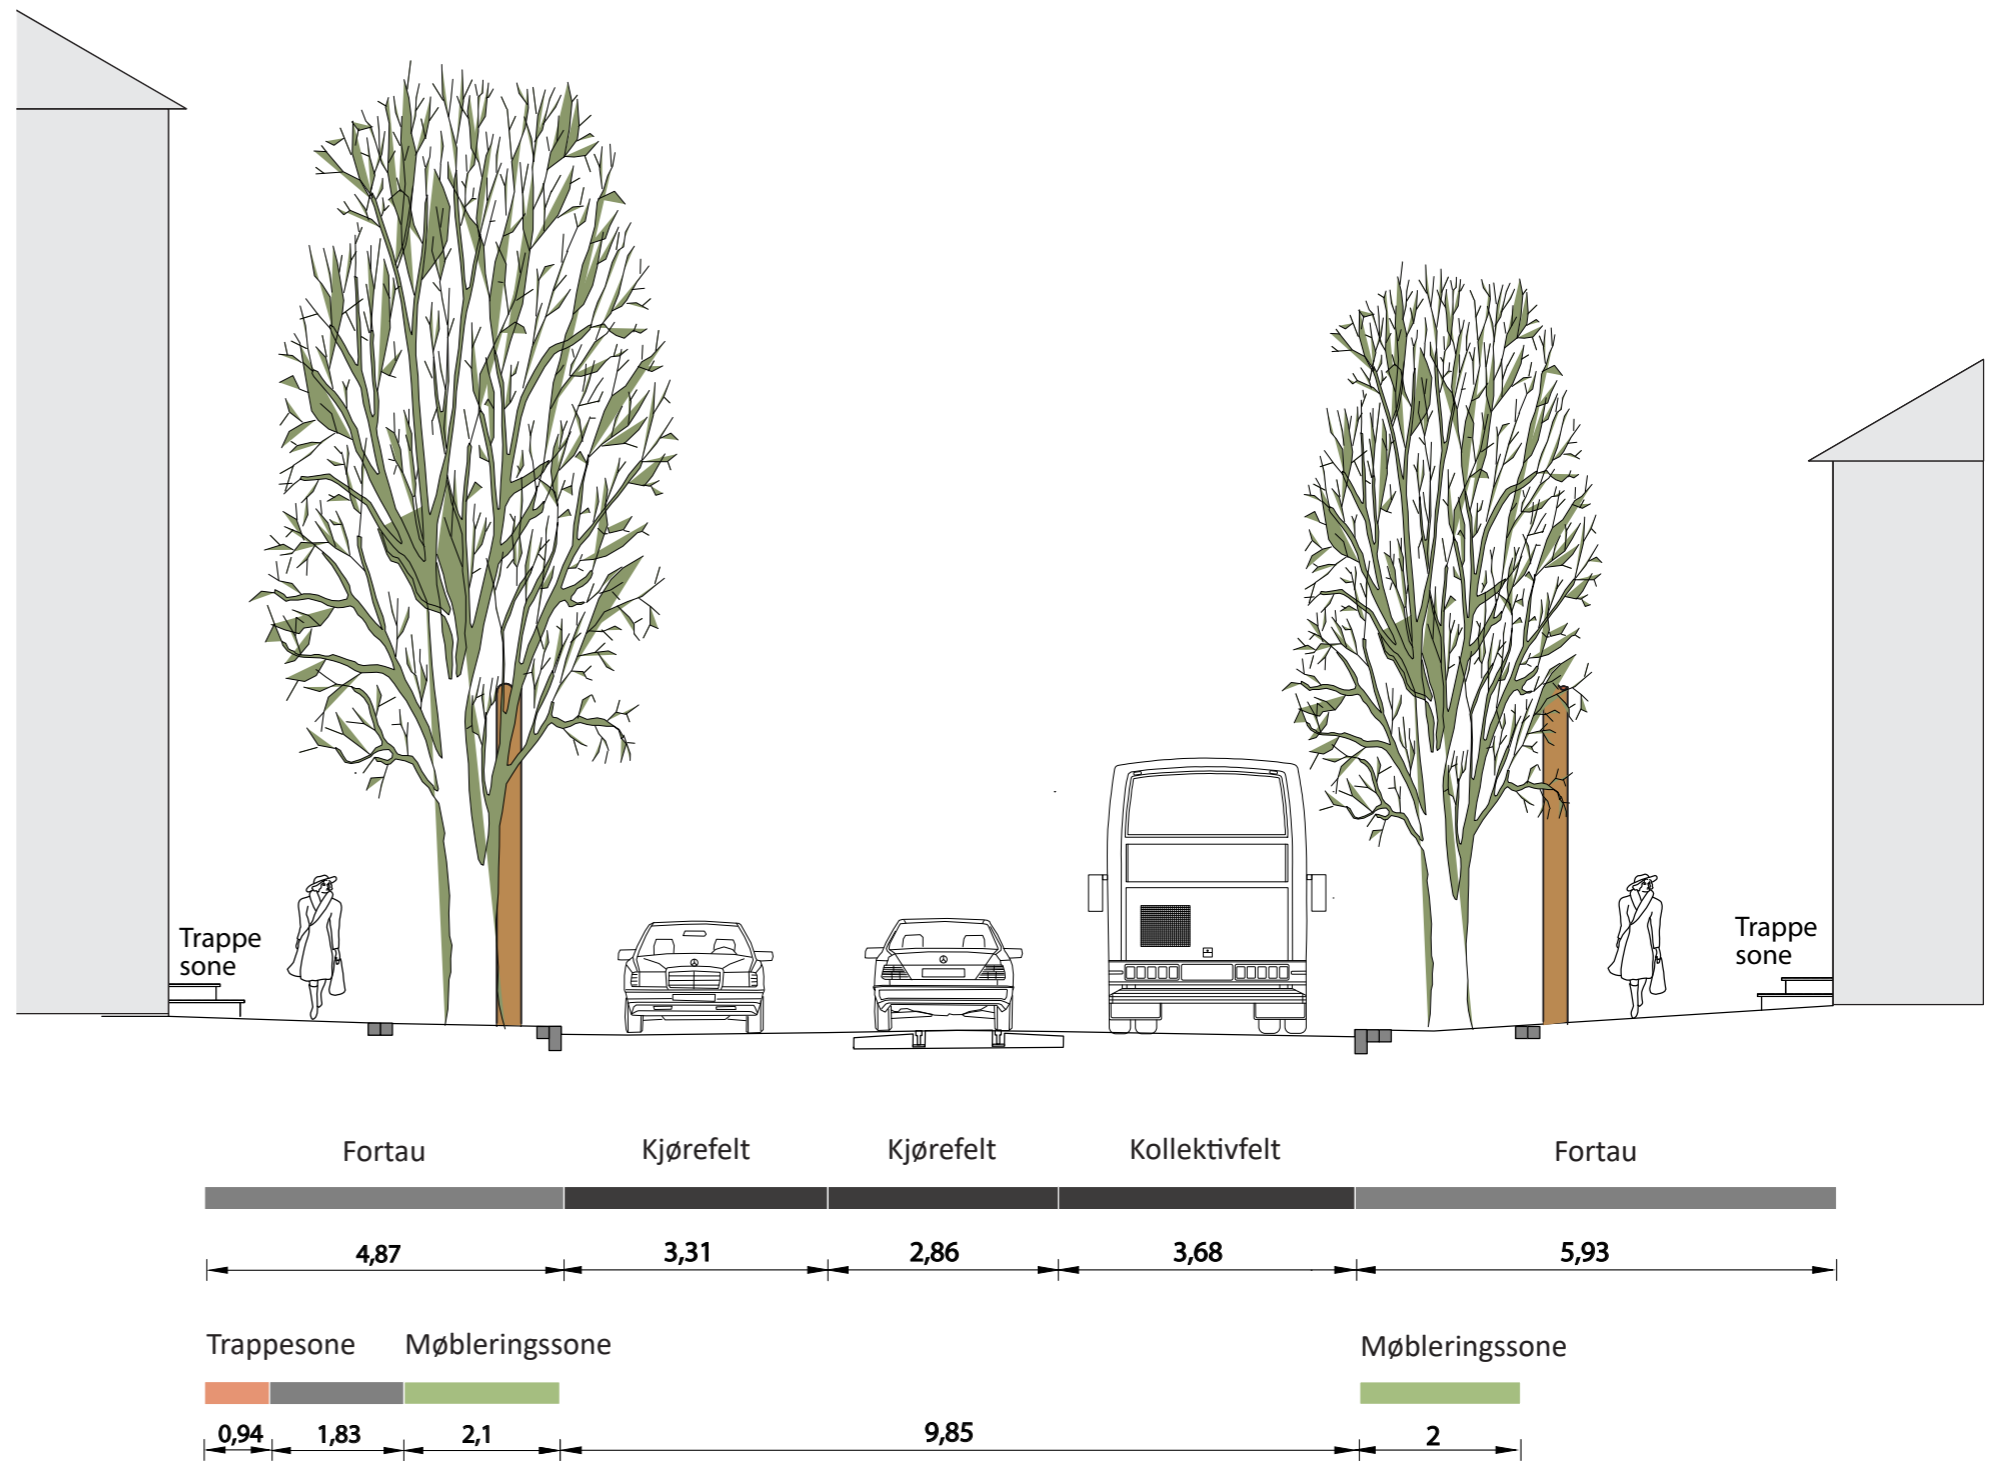 Trappe
sone
Trappe
sone
Fortau Kjørefelt Kjørefelt Kollektivfelt Fortau
4,87 3,31 2,86 3,68 5,93
Trappesone Møbleringssone Møbleringssone
0,94 1,83 2,1 9,85 2